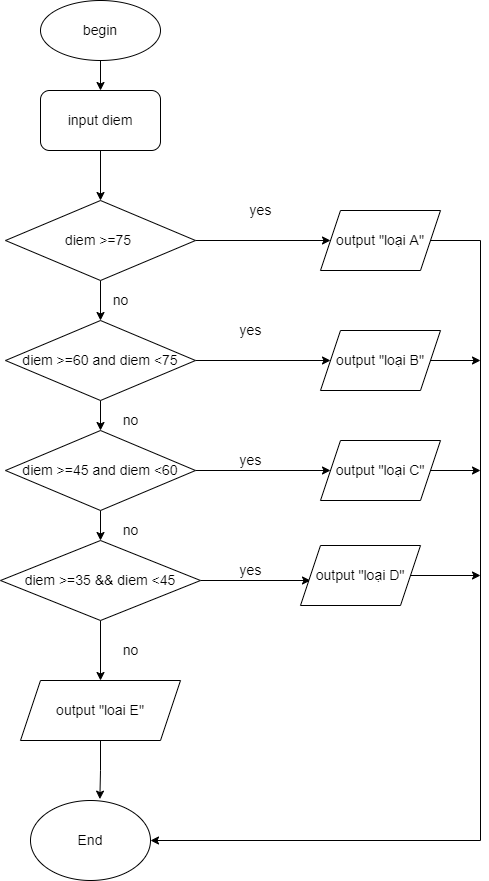 begin
input diem
diem >=75
yes
output "loại A"
no
diem >=60 and diem <75
yes
output "loại B"
no
diem >=45 and diem <60
yes
output "loại C"
no
diem >=35 && diem <45
yes
output "loại D"
no
output "loai E"
End